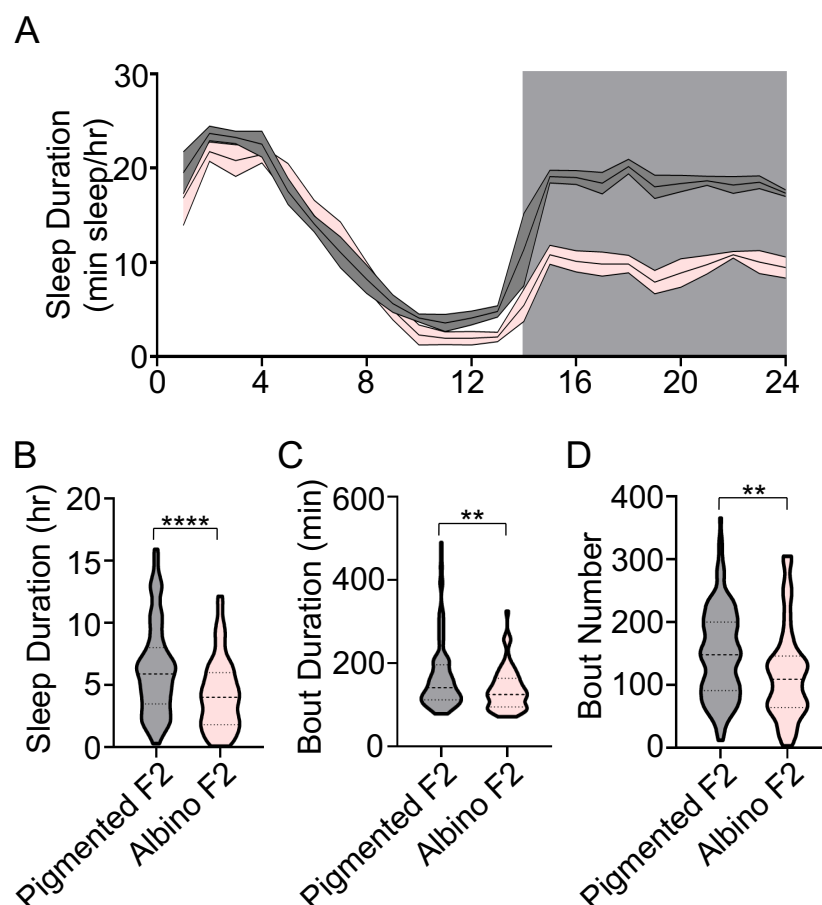 A
Sleep Duration
(min sleep/hr)
30
20
10
0
0
4
8
12
16
20
24
B
Sleep Duration (hr)
20
15
10
5
0
****
Pigmented F2
Albino F2
C
Bout Duration (min)
600
400
200
0
**
Pigmented F2
Albino F2
D
Bout Number
400
300
200
100
0
**
Pigmented F2
Albino F2